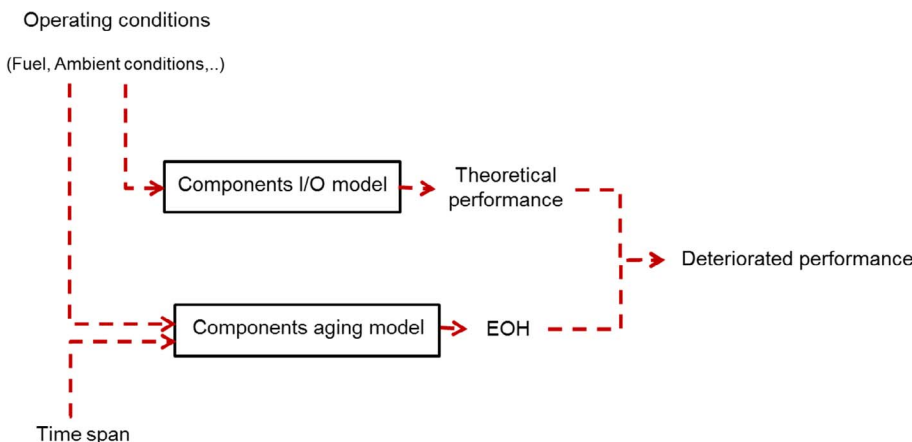 Operating conditions
(Fuel, Ambient conditions,..)
Components I/O model
Theoretical
performance
Deteriorated performance
Components aging model
EOH
Time span